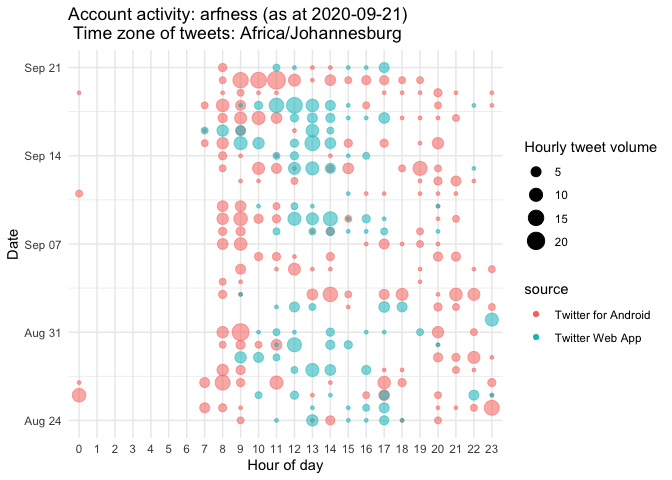 Account activity: arfness (as at 2020-09-21)
Time zone of tweets: Africa/Johannesburg
Sep 21
Sep 14
Sep 07
Aug 31
Aug 24
Date
0 1 2 3 4 5 6 7 8 9 10 11 12 13 14 15 16 17 18 19 20 21 22 23
Hour of day
Hourly tweet volume
5
10
15
20
source
Twitter for Android
Twitter Web App